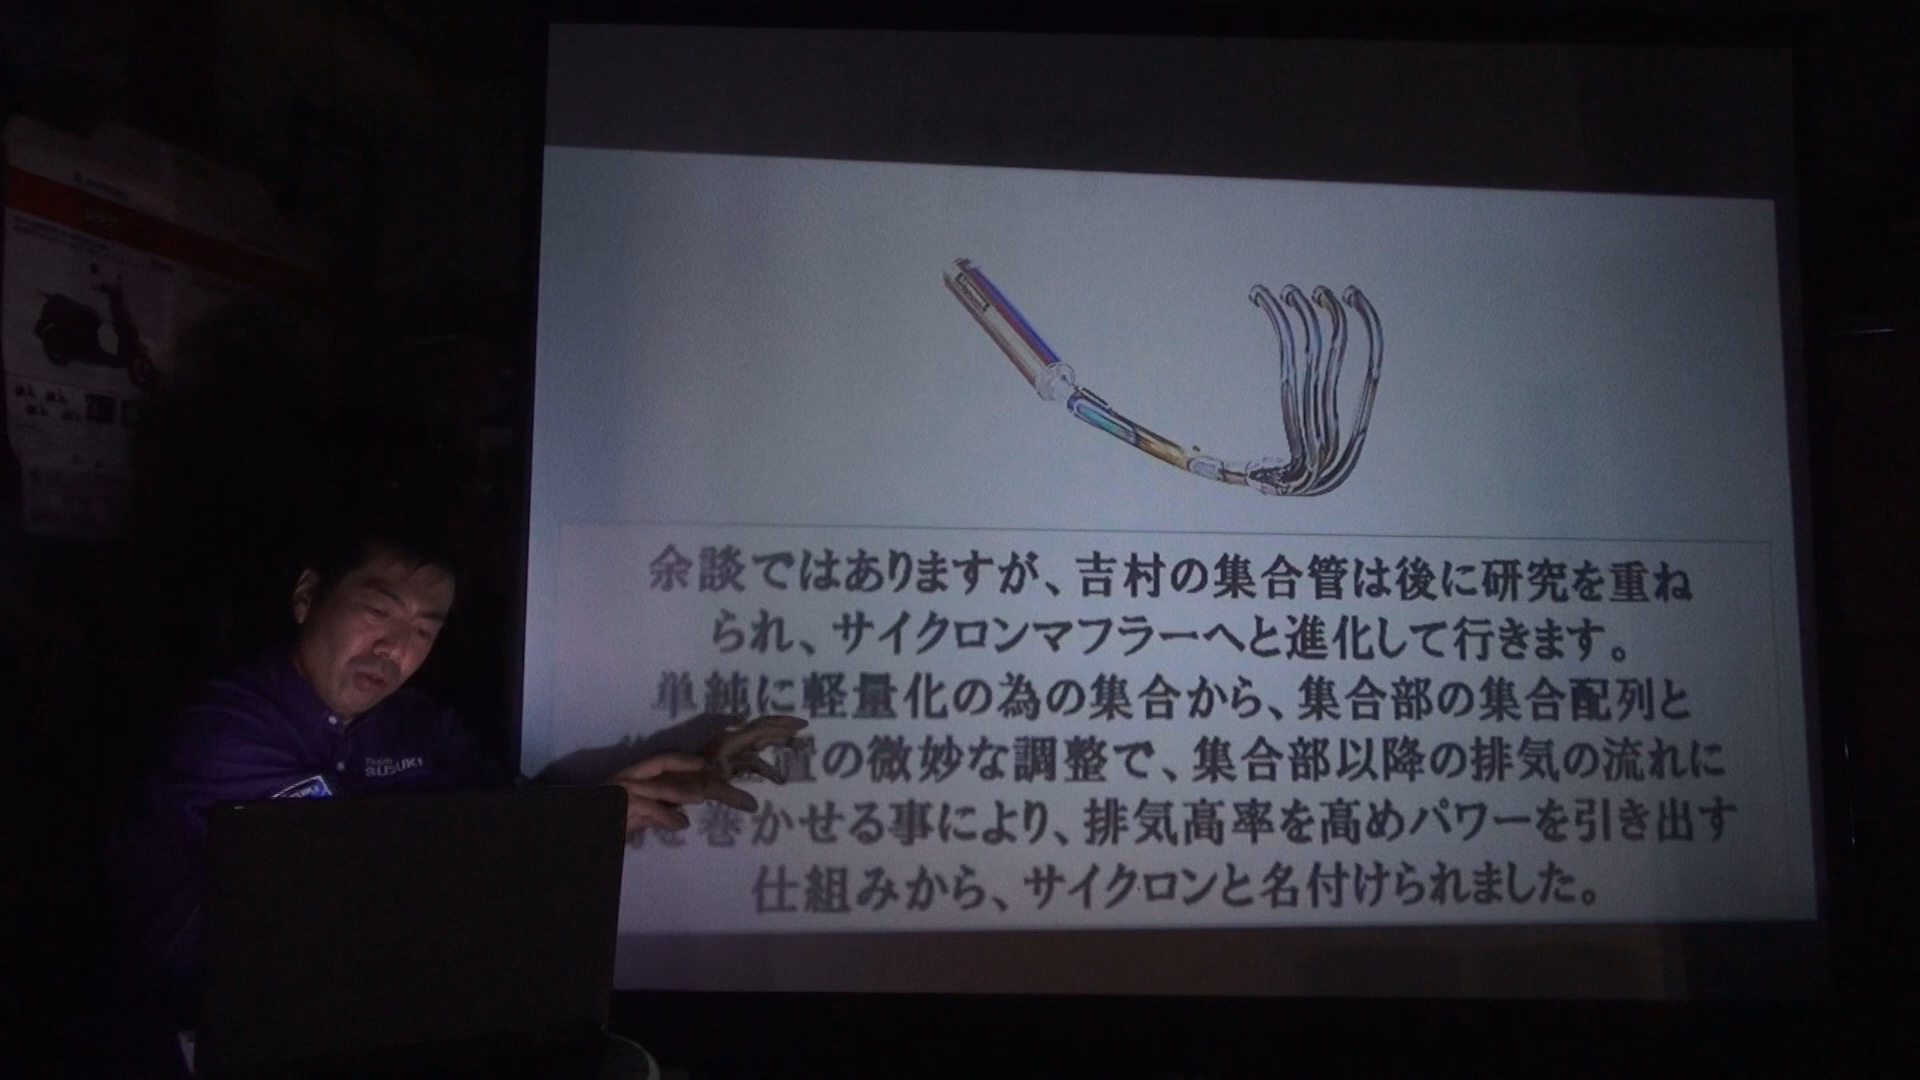 余談ではありますが、吉村の集合管は後に研究を重ね
られ、サイクロンマフラーへと進化して行きます。
単純に軽量化の為の集合から、集合部の集合配列と
置の微妙な調整で、集合部以降の排気の流れに
巻かせる事により、排気高率を高めパワーを引き出す
仕組みから、サイクロンと名付けられました。
Team
SUZUKI